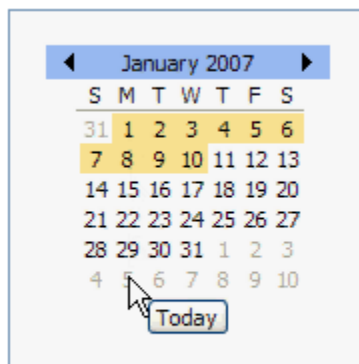 January 2007
S M T W T F S
31 1 2 3 4 5 6
7 8 9 10 11 12 13
14 15 16 17 18 19 20
21 22 23 24 25 26 27
28 29 30 31 1 2 3
4 5 6 7 8 9 10
Today